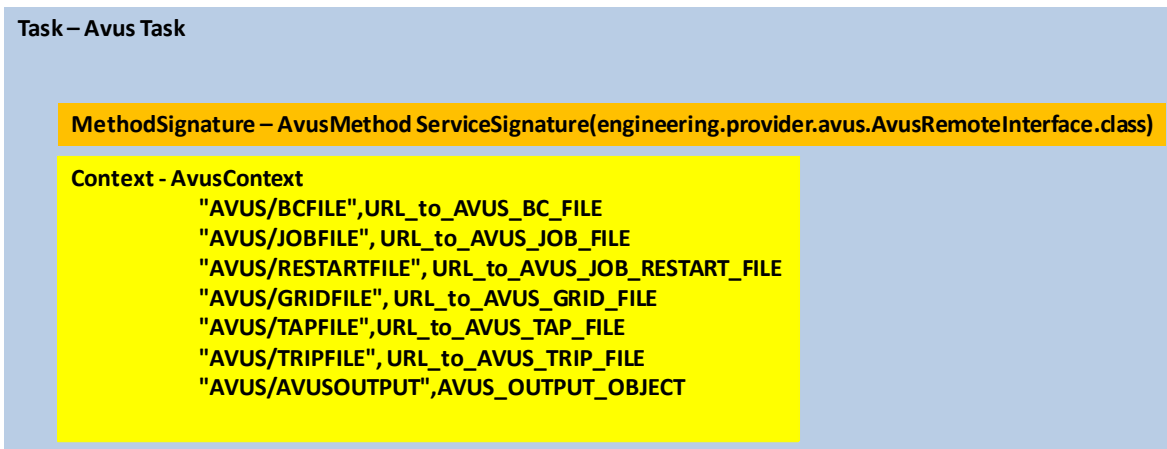 Task – Avus Task
MethodSignature – AvusMethod ServiceSignature(engineering.provider.avus.AvusRemoteInterface.class)
Context - AvusContext
"AVUS/BCFILE",URL_to_AVUS_BC_FILE
"AVUS/JOBFILE", URL_to_AVUS_JOB_FILE
"AVUS/RESTARTFILE", URL_to_AVUS_JOB_RESTART_FILE
"AVUS/GRIDFILE", URL_to_AVUS_GRID_FILE
"AVUS/TAPFILE",URL_to_AVUS_TAP_FILE
"AVUS/TRIPFILE", URL_to_AVUS_TRIP_FILE
"AVUS/AVUSOUTPUT",AVUS_OUTPUT_OBJECT